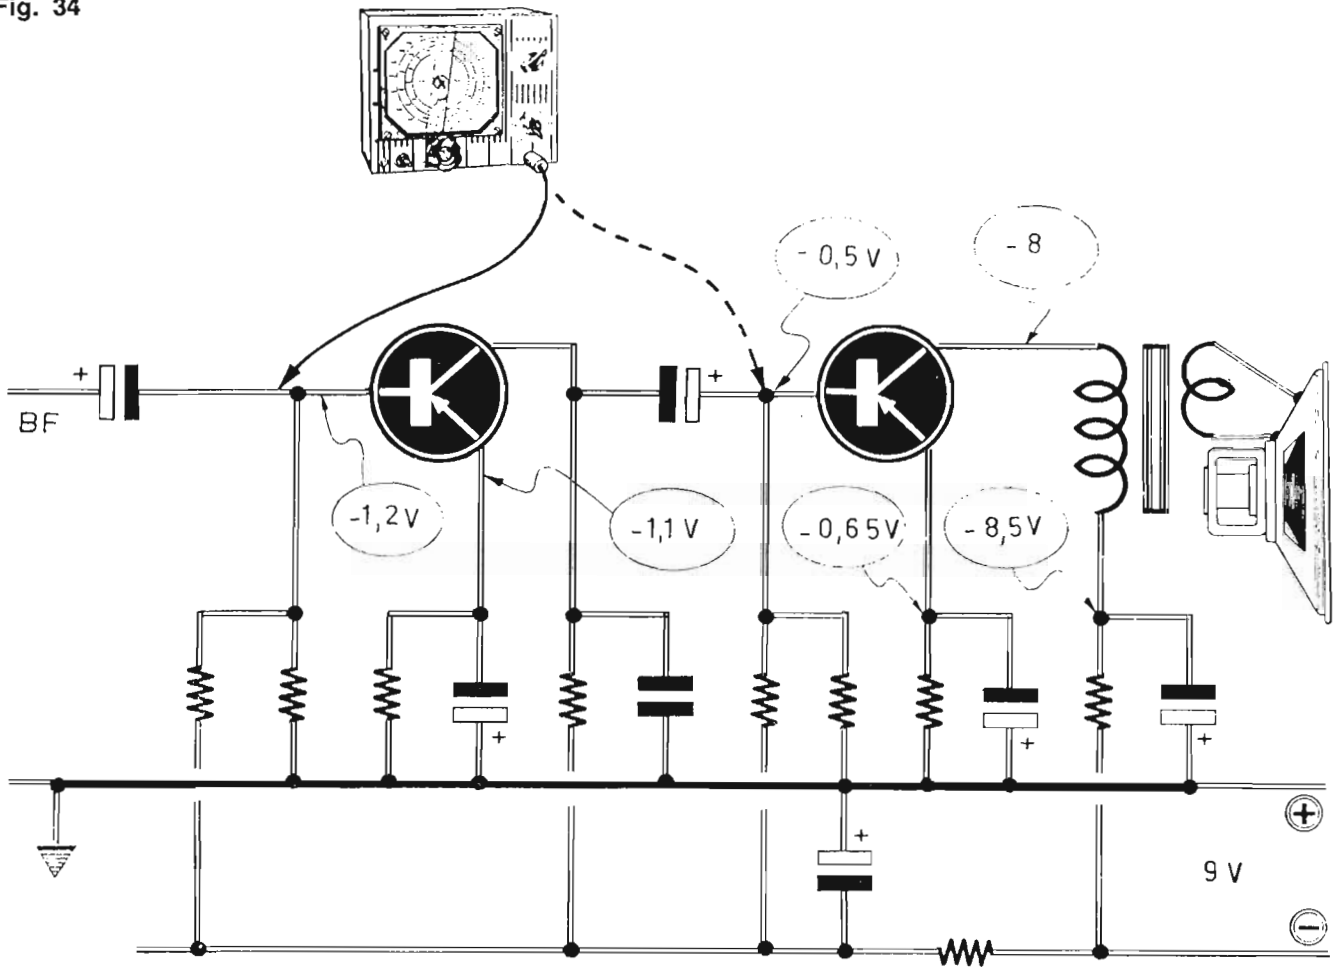 Fig. 34
- 0,5 V
- 8
+
+
BF
-1,2 V
-1,1 V
- 0,65V
- 8,5V
+
+
+
+
+
9 V
−